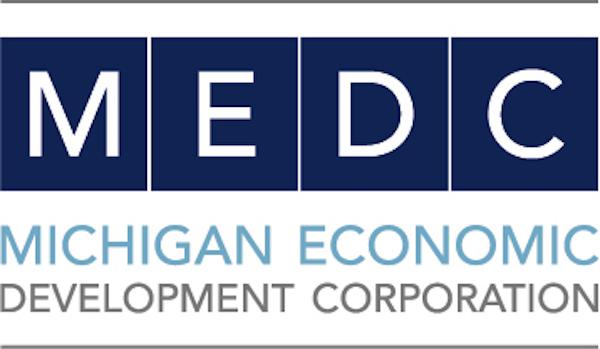 MEDC
MICHIGAN ECONOMIC
DEVELOPMENT CORPORATION